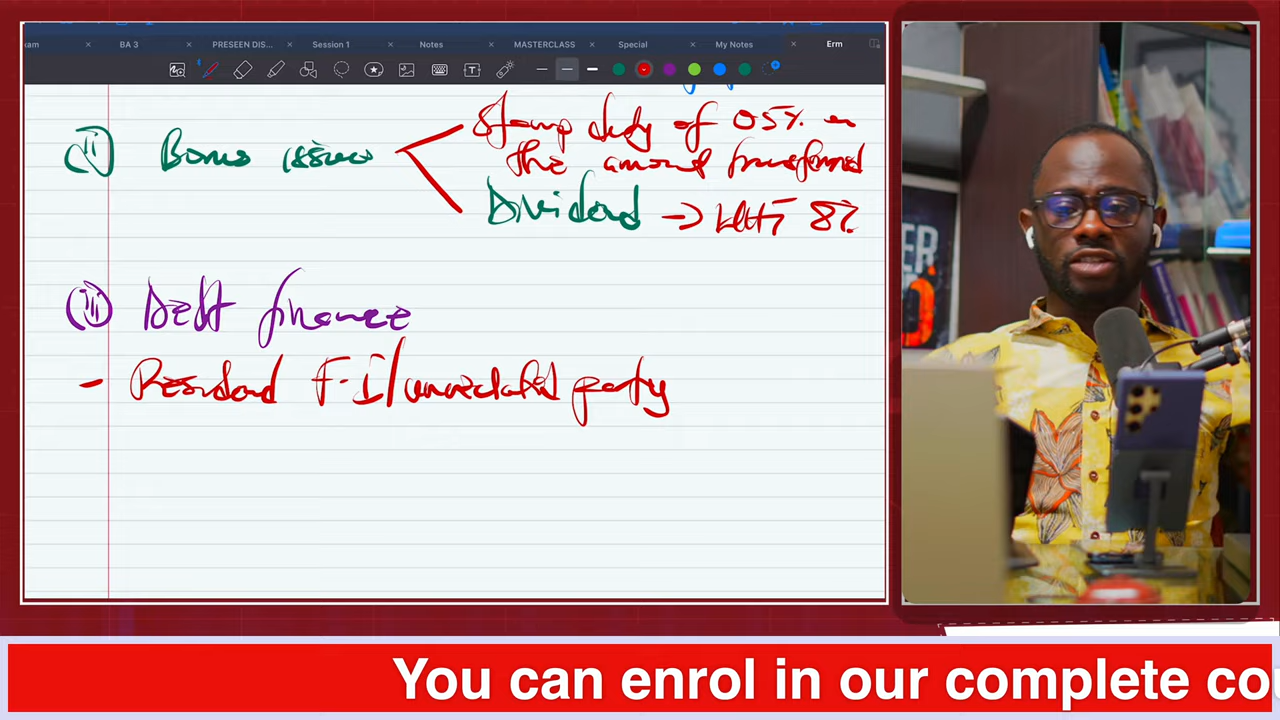 am
BA 3
PRESEEN DIS...
Session 1
Notes
MASTERCLASS
Special
My Notes
Erm
(ii) Bonus issues
Stamp duty of 0.5% on
the amount transferred
Dividend → WHT 8%
(iii) Debt finance
- Resident F.I/unrelated party
You can enrol in our complete co